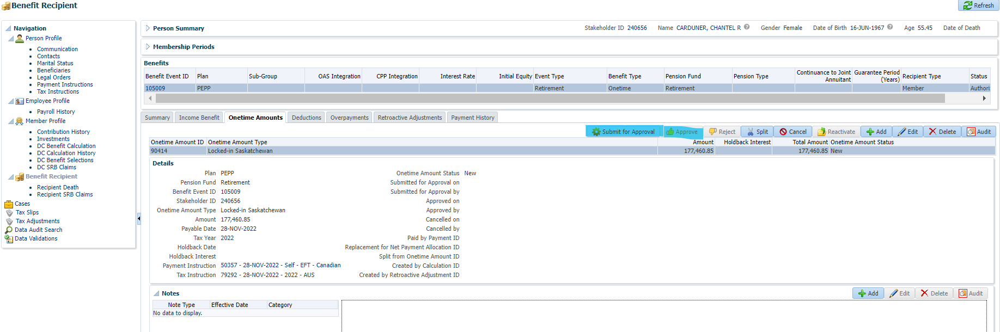 Benefit Recipient
Refresh
Navigation
Person Profile
Communication
Contacts
Marital Status
Beneficiaries
Legal Orders
Payment Instructions
Tax Instructions
Employee Profile
Payroll History
Member Profile
Contribution History
Investments
DC Benefit Calculation
DC Calculation History
DC Benefit Selections
DC SRB Claims
Benefit Recipient
Recipient Death
Recipient SRB Claims
Cases
Tax Slips
Tax Adjustments
Data Audit Search
Data Validations
Person Summary Stakeholder ID 240656 Name CARDUNER, CHANTEL R Gender Female Date of Birth 16-JUN-1967 Age 55.45 Date of Death
Membership Periods
Benefits
Benefit Event ID Plan Sub-Group OAS Integration CPP Integration Interest Rate Initial Equity Event Type Benefit Type Pension Fund Pension Type Continuance to Joint Annuitant Guarantee Period (Years) Recipient Type Status
105009 PEPP Retirement Onetime Retirement Member Authori
Summary Income Benefit Onetime Amounts Deductions Overpayments Retroactive Adjustments Payment History
Submit for Approval Approve Reject Split Cancel Reactivate Add Edit Delete Audit
Onetime Amount ID Onetime Amount Type Amount Holdback Interest Total Amount Onetime Amount Status
90414 Locked-in Saskatchewan 177,460.85 177,460.85 New
Details
Plan PEPP Onetime Amount Status New
Pension Fund Retirement Submitted for Approval on
Benefit Event ID 105009 Submitted for Approval by
Stakeholder ID 240656 Approved on
Onetime Amount Type Locked-in Saskatchewan Approved by
Amount 177,460.85 Cancelled on
Payable Date 28-NOV-2022 Cancelled by
Tax Year 2022 Paid by Payment ID
Holdback Date Replacement for Net Payment Allocation ID
Holdback Interest Split from Onetime Amount ID
Payment Instruction 50357 - 28-NOV-2022 - Self - EFT - Canadian Created by Calculation ID
Tax Instruction 79292 - 28-NOV-2022 - 2022 - AUS Created by Retroactive Adjustment ID
Notes Add Edit Delete Audit
Note Type Effective Date Category
No data to display.